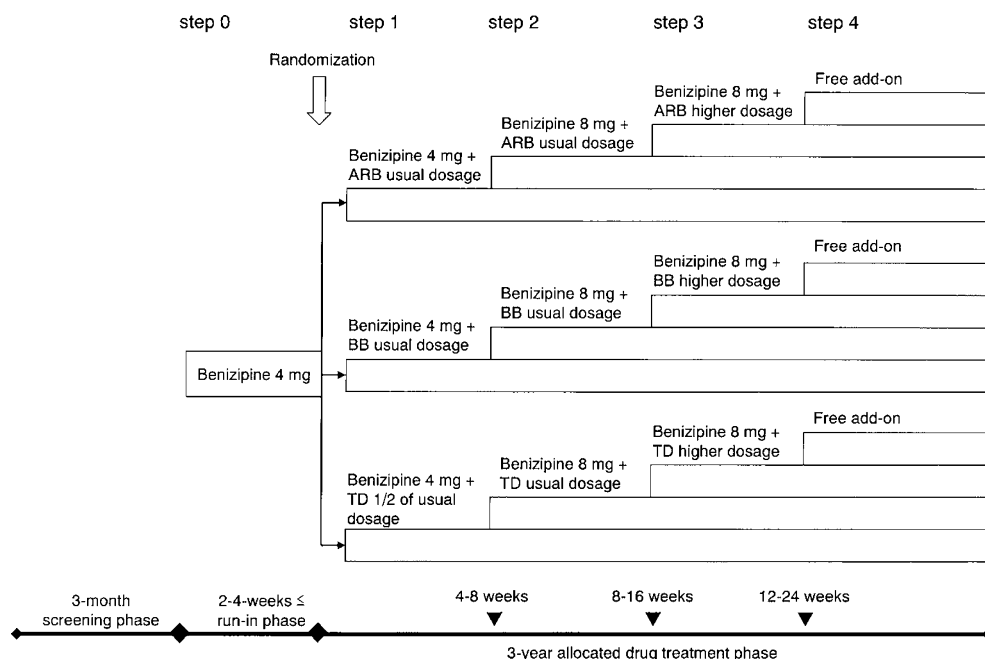 step 0
step 1
step 2
step 3
step 4
Randomization
Free add-on
Benizipine 8 mg +
ARB higher dosage
Benizipine 8 mg +
ARB usual dosage
Benizipine 4 mg +
ARB usual dosage
Free add-on
Benizipine 8 mg +
BB higher dosage
Benizipine 8 mg +
BB usual dosage
Benizipine 4 mg +
BB usual dosage
Benizipine 4 mg
Free add-on
Benizipine 8 mg +
TD higher dosage
Benizipine 8 mg +
TD usual dosage
Benizipine 4 mg +
TD 1/2 of usual
dosage
3-month
screening phase
2-4-weeks ≤
run-in phase
4-8 weeks
8-16 weeks
12-24 weeks
3-year allocated drug treatment phase